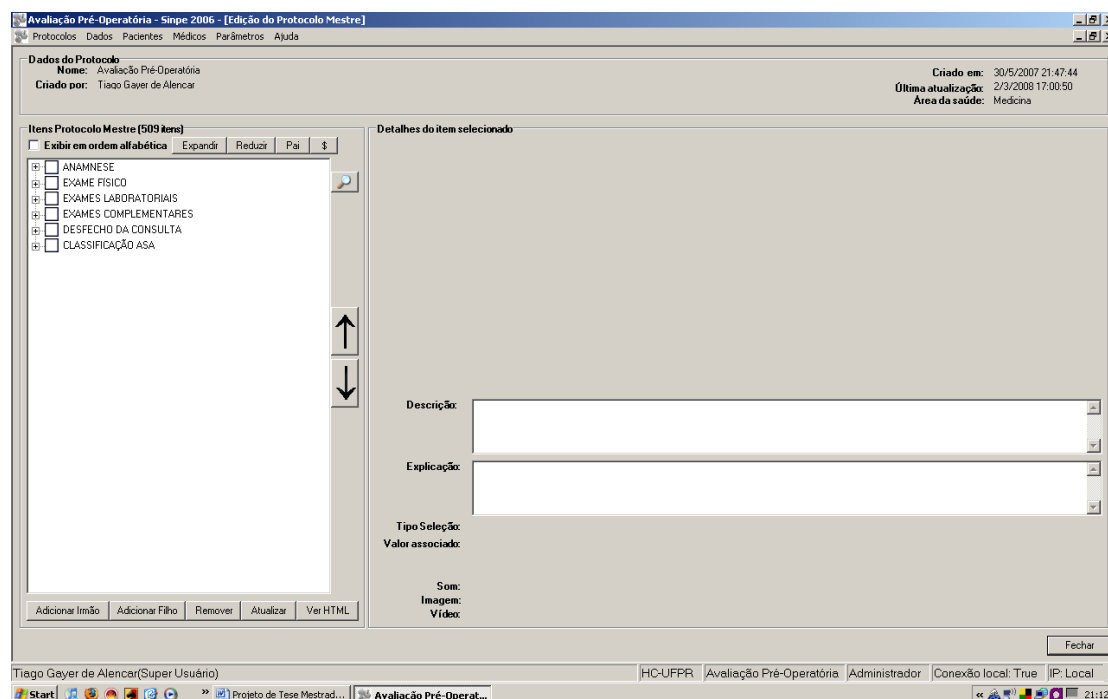 Avaliação Pré-Operatória - Sinpe 2006 - [Edição do Protocolo Mestre]
Protocolos Dados Pacientes Médicos Parâmetros Ajuda
Dados do Protocolo
Nome: Avaliação Pré-Operatória
Criado por: Tiago Gayer de Alencar
Criado em: 30/5/2007 21:47:44
Última atualização: 2/3/2008 17:00:50
Área da saúde: Medicina
Itens Protocolo Mestre (509 itens)
Exibir em ordem alfabética Expandir Reduzir Pai $
ANAMNESE
EXAME FÍSICO
EXAMES LABORATORIAIS
EXAMES COMPLEMENTARES
DESFECHO DA CONSULTA
CLASSIFICAÇÃO ASA
Adicionar Irmão Adicionar Filho Remover Atualizar Ver HTML
Detalhes do item selecionado
Descrição:
Explicação:
Tipo Seleção:
Valor associado:
Som:
Imagem:
Vídeo:
Fechar
Tiago Gayer de Alencar(Super Usuário) HC-UFPR Avaliação Pré-Operatória Administrador Conexão local: True IP: Local
Start » Projeto de Tese Mestrad... Avaliação Pré-Operat... « 21:12